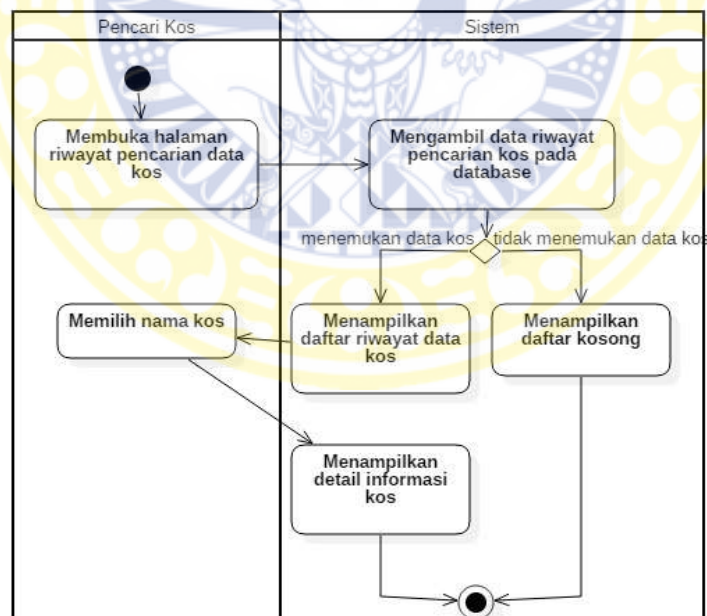 Pencari Kos
Sistem
Membuka halaman
riwayat pencarian data
kos
Mengambil data riwayat
pencarian kos pada
database
menemukan data kos
tidak menemukan data kos
Memilih nama kos
Menampilkan
daftar riwayat data
kos
Menampilkan
daftar kosong
Menampilkan
detail informasi
kos